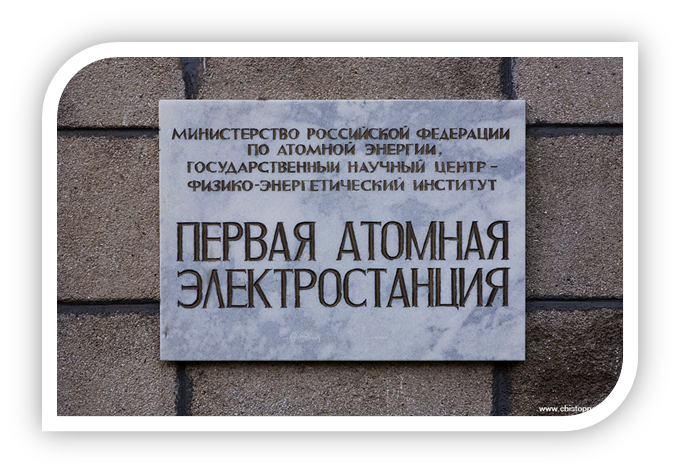 МИНИСТЕРСТВО РОССИЙСКОЙ ФЕДЕРАЦИИ
ПО АТОМНОЙ ЭНЕРГИИ.
ГОСУДАРСТВЕННЫЙ НАУЧНЫЙ ЦЕНТР –
ФИЗИКО-ЭНЕРГЕТИЧЕСКИЙ ИНСТИТУТ
ПЕРВАЯ АТОМНАЯ
ЭЛЕКТРОСТАНЦИЯ